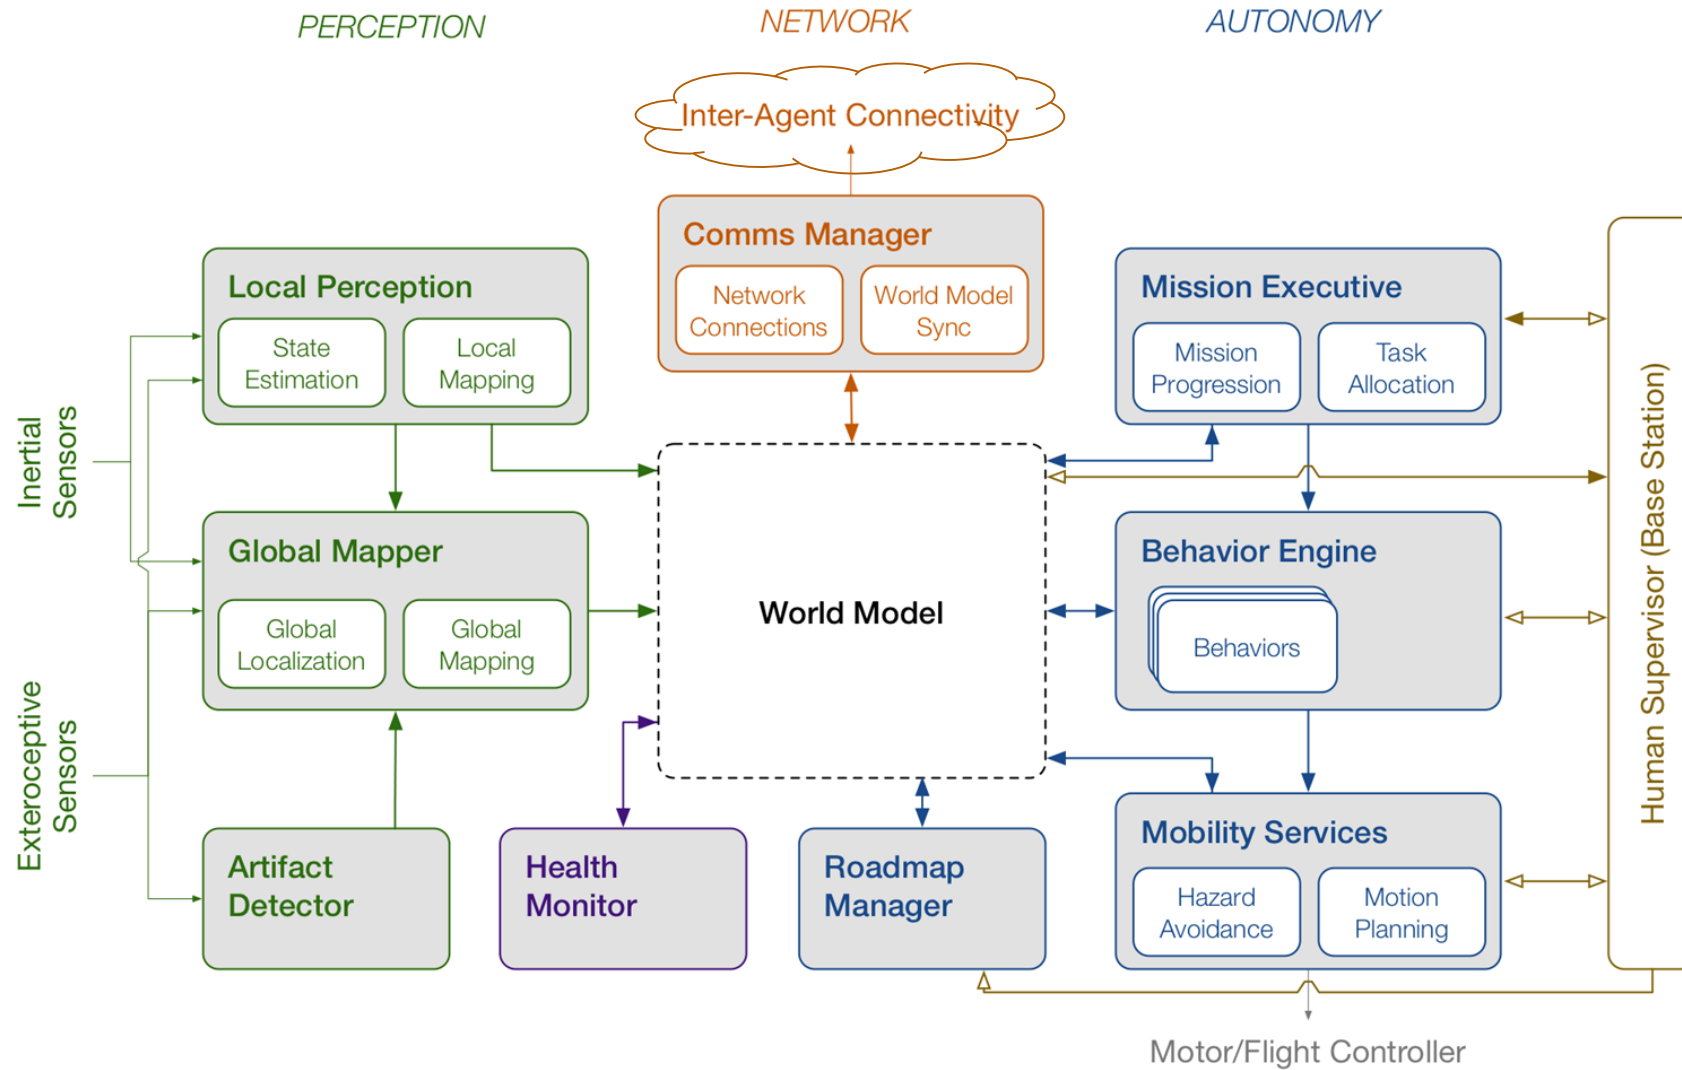 PERCEPTION
NETWORK
AUTONOMY
Inter-Agent Connectivity
Comms Manager
Network
Connections
World Model
Sync
Local Perception
State
Estimation
Local
Mapping
Mission Executive
Mission
Progression
Task
Allocation
Inertial
Sensors
Global Mapper
Global
Localization
Global
Mapping
World Model
Behavior Engine
Behaviors
Human Supervisor (Base Station)
Exteroceptive
Sensors
Artifact
Detector
Health
Monitor
Roadmap
Manager
Mobility Services
Hazard
Avoidance
Motion
Planning
Motor/Flight Controller